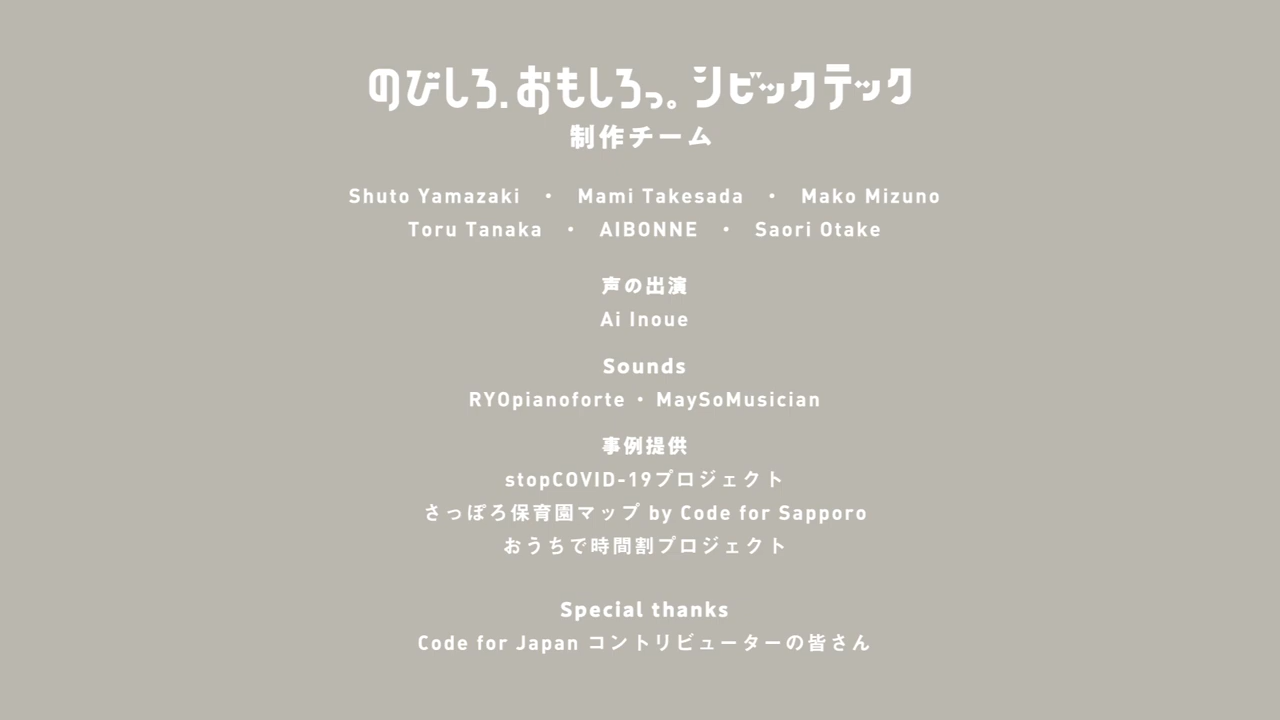 のびしろ。おもしろっ。シビックテック
制作チーム
Shuto Yamazaki ・ Mami Takesada ・ Mako Mizuno
Toru Tanaka ・ AIBONNE ・ Saori Otake
声の出演
Ai Inoue
Sounds
RYOpianoforte・MaySoMusician
事例提供
stopCOVID-19プロジェクト
さっぽろ保育園マップ by Code for Sapporo
おうちで時間割プロジェクト
Special thanks
Code for Japan コントリビューターの皆さん